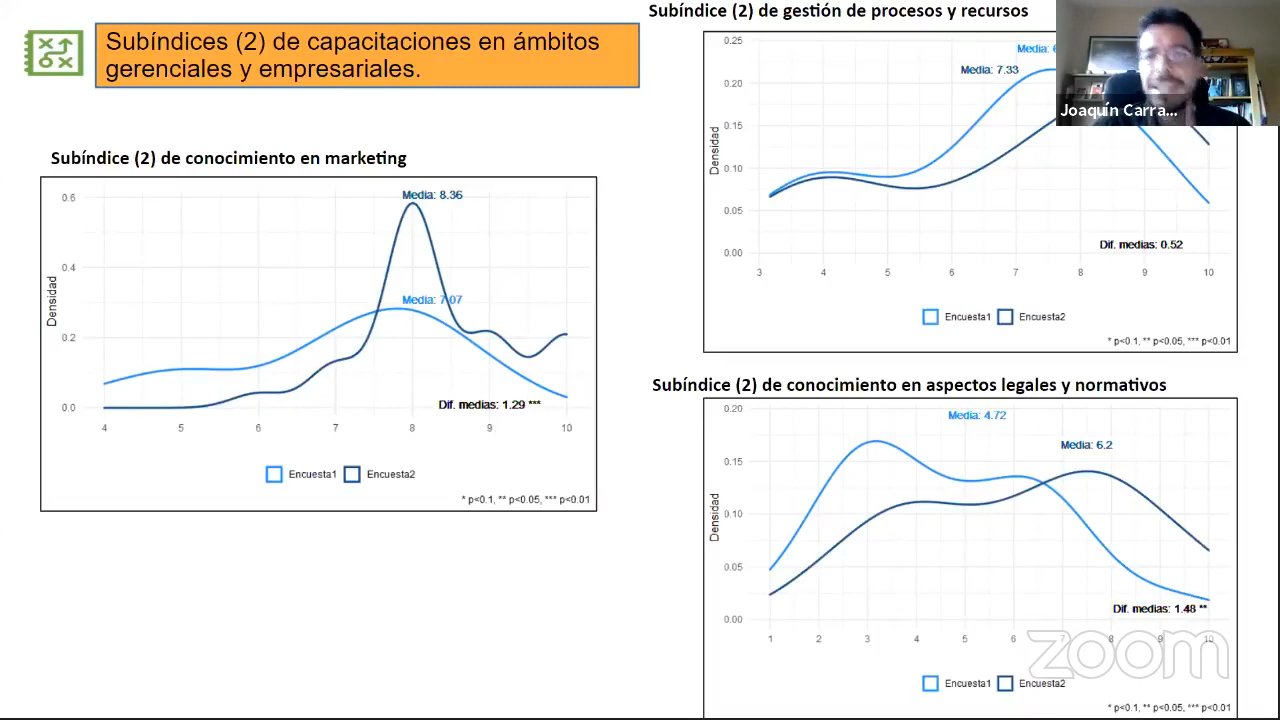 Subíndices (2) de capacitaciones en ámbitos
gerenciales y empresariales.
Subíndice (2) de conocimiento en marketing
Densidad
0.6
0.4
0.2
0.0
Media: 8.36
Media: 7.07
Dif. medias: 1.29 ***
4 5 6 7 8 9 10
Encuesta1 Encuesta2
* p<0.1, ** p<0.05, *** p<0.01
Subíndice (2) de gestión de procesos y recursos
Densidad
0.25
0.20
0.15
0.10
0.05
0.00
Media:
Media: 7.33
Dif. medias: 0.52
3 4 5 6 7 8 9 10
Encuesta1 Encuesta2
* p<0.1, ** p<0.05, *** p<0.01
Joaquín Carra...
Subíndice (2) de conocimiento en aspectos legales y normativos
Densidad
0.20
0.15
0.10
0.05
0.00
Media: 4.72
Media: 6.2
Dif. medias: 1.48 **
1 2 3 4 5 6 7 8 9 10
Encuesta1 Encuesta2
* p<0.1, ** p<0.05, *** p<0.01
zoom